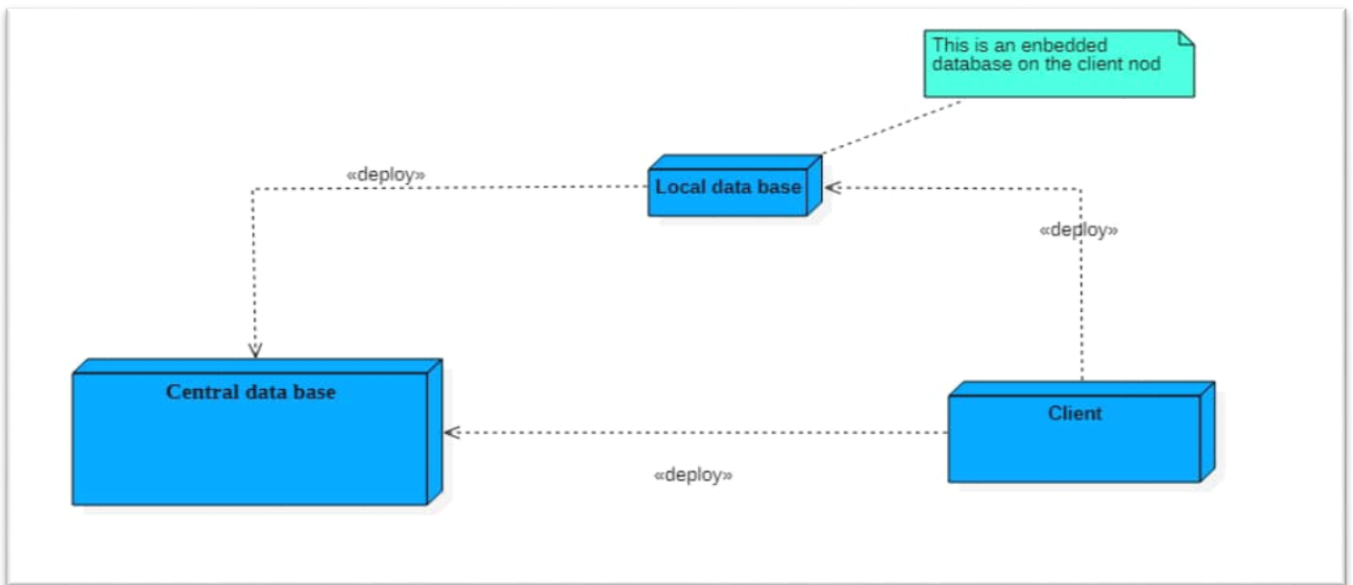 This is an enbedded
database on the client nod
«deploy»
Local data base
«deploy»
Central data base
Client
«deploy»